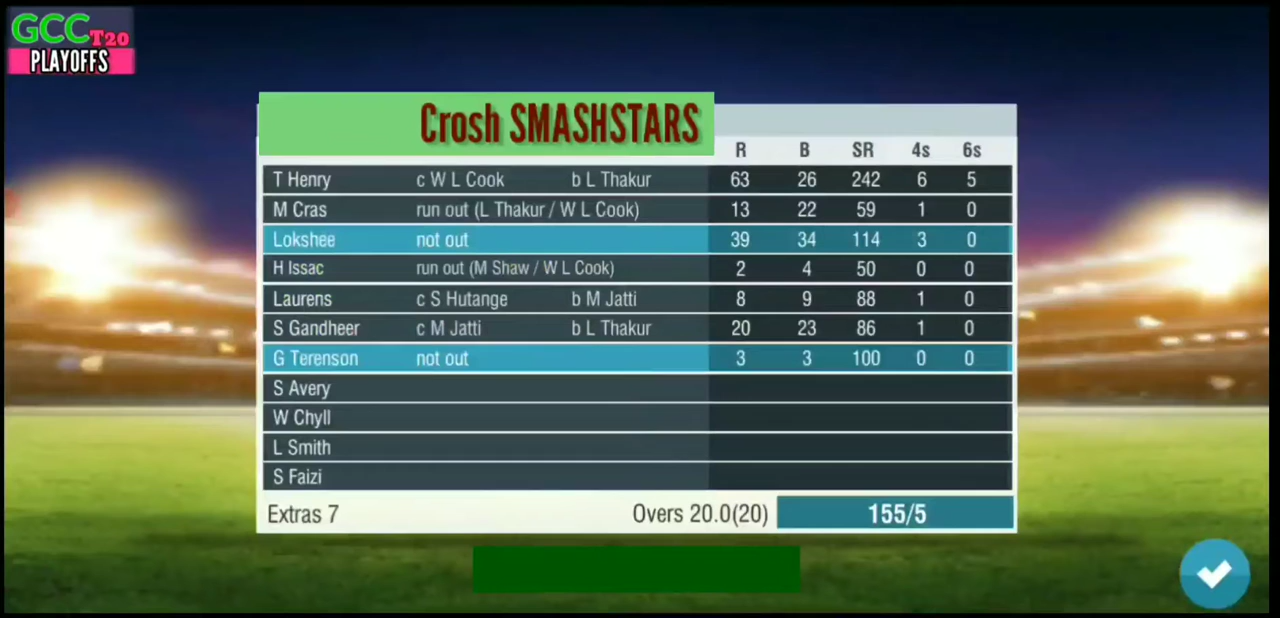 GCC T20
PLAYOFFS
Crosh SMASHSTARS
R B SR 4s 6s
T Henry c W L Cook b L Thakur 63 26 242 6 5
M Cras run out (L Thakur / W L Cook) 13 22 59 1 0
Lokshee not out 39 34 114 3 0
H Issac run out (M Shaw / W L Cook) 2 4 50 0 0
Laurens c S Hutange b M Jatti 8 9 88 1 0
S Gandheer c M Jatti b L Thakur 20 23 86 1 0
G Terenson not out 3 3 100 0 0
S Avery
W Chyll
L Smith
S Faizi
Extras 7 Overs 20.0(20) 155/5